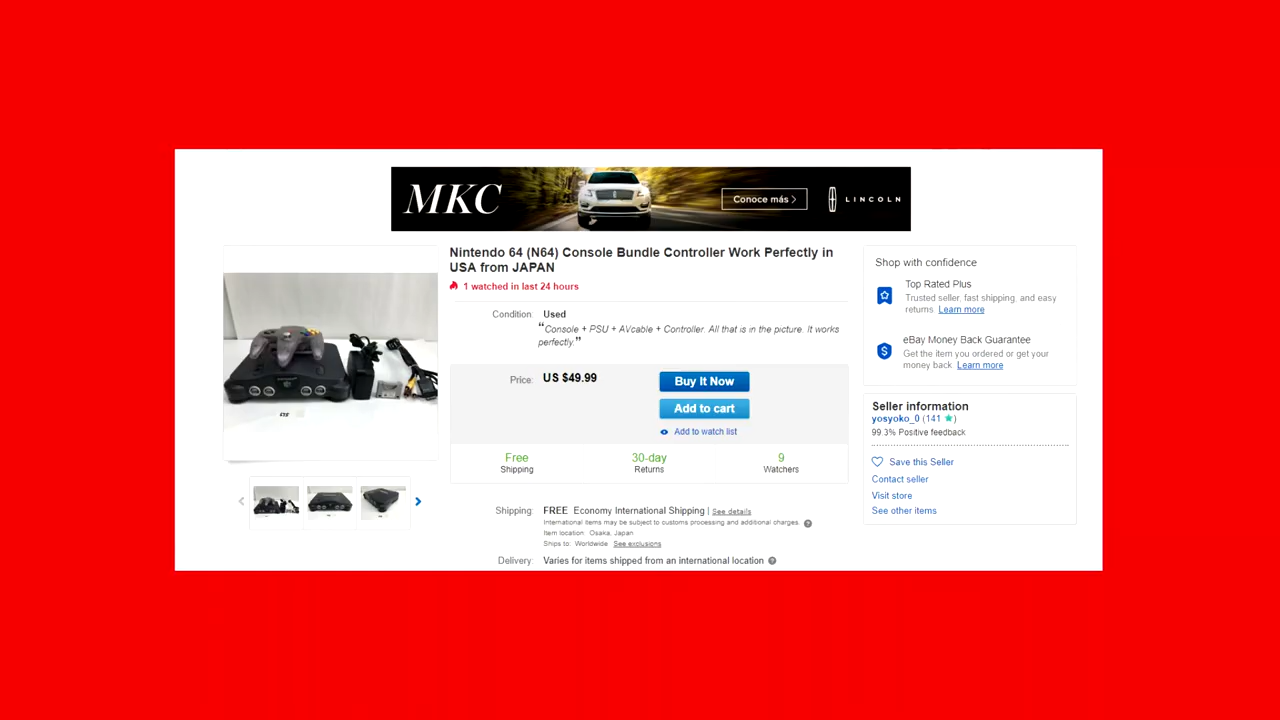 MKC
Conoce más
LINCOLN
Nintendo 64 (N64) Console Bundle Controller Work Perfectly in
USA from JAPAN
1 watched in last 24 hours
Condition: Used
“Console + PSU + AVcable + Controller. All that is in the picture. It works
perfectly.”
Price: US $49.99
Buy It Now
Add to cart
Add to watch list
Free
Shipping
30-day
Returns
9
Watchers
Shipping: FREE Economy International Shipping | See details
International items may be subject to customs processing and additional charges.
Item location: Osaka, Japan
Ships to: Worldwide See exclusions
Delivery: Varies for items shipped from an international location
Shop with confidence
Top Rated Plus
Trusted seller, fast shipping, and easy
returns Learn more
eBay Money Back Guarantee
Get the item you ordered or get your
money back Learn more
Seller information
yosyoko_0 (141)
99.3% Positive feedback
Save this Seller
Contact seller
Visit store
See other items